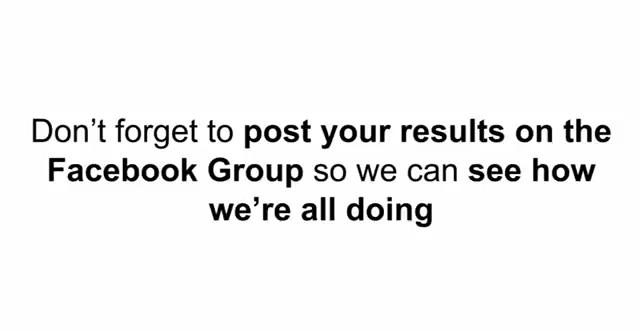 Don’t forget to post your results on the
Facebook Group so we can see how
we’re all doing